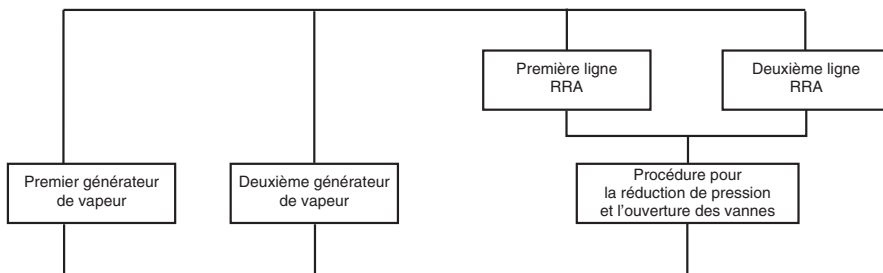 Première ligne
RRA
Deuxième ligne
RRA
Premier générateur
de vapeur
Deuxième générateur
de vapeur
Procédure pour
la réduction de pression
et l'ouverture des vannes